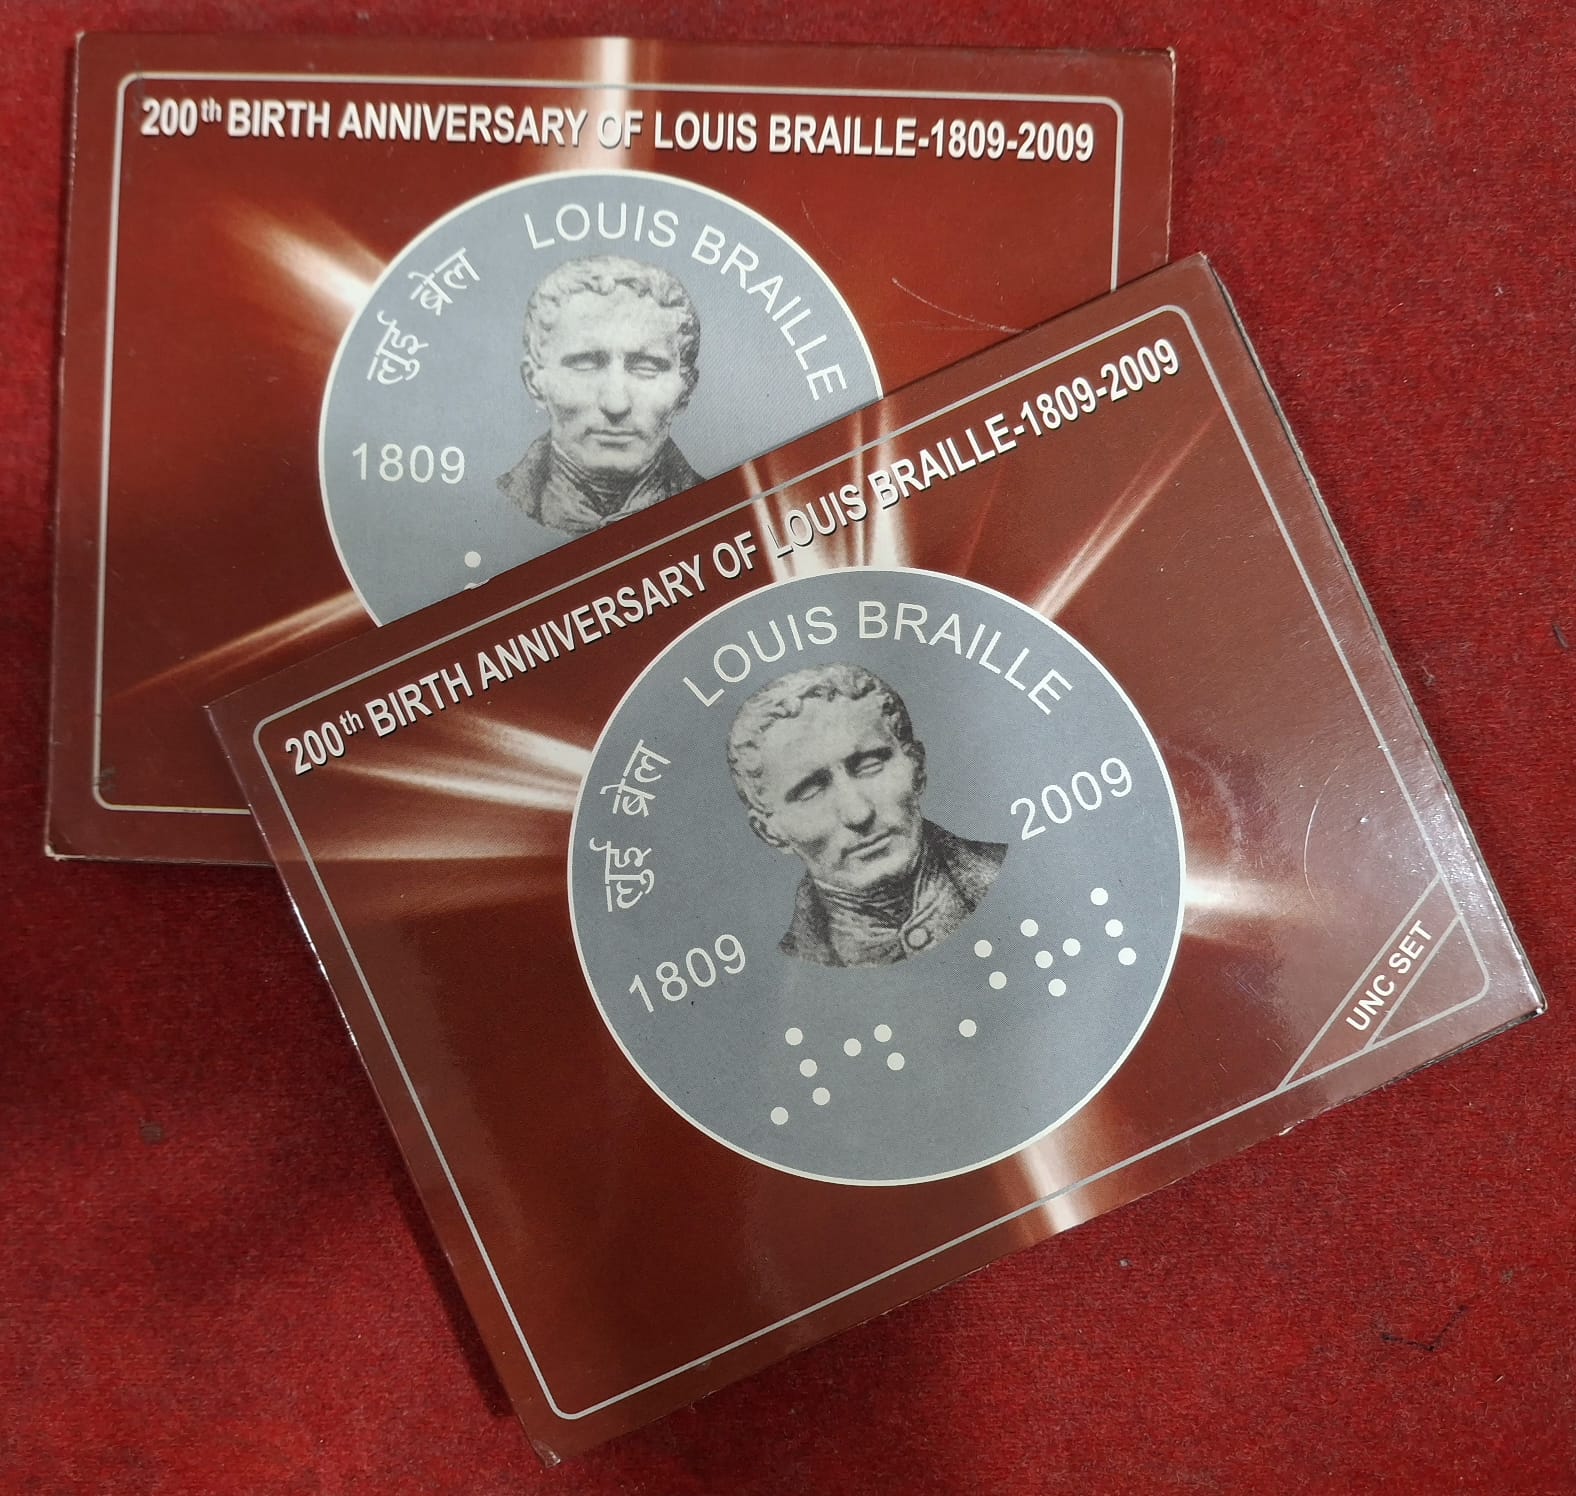 200th BIRTH ANNIVERSARY OF LOUIS BRAILLE-1809-2009
लुई ब्रेल LOUIS BRAILLE
1809
200th BIRTH ANNIVERSARY OF LOUIS BRAILLE-1809-2009
लुई ब्रेल LOUIS BRAILLE
1809 2009
⠠⠇⠲⠠⠃⠗⠇
UNC SET